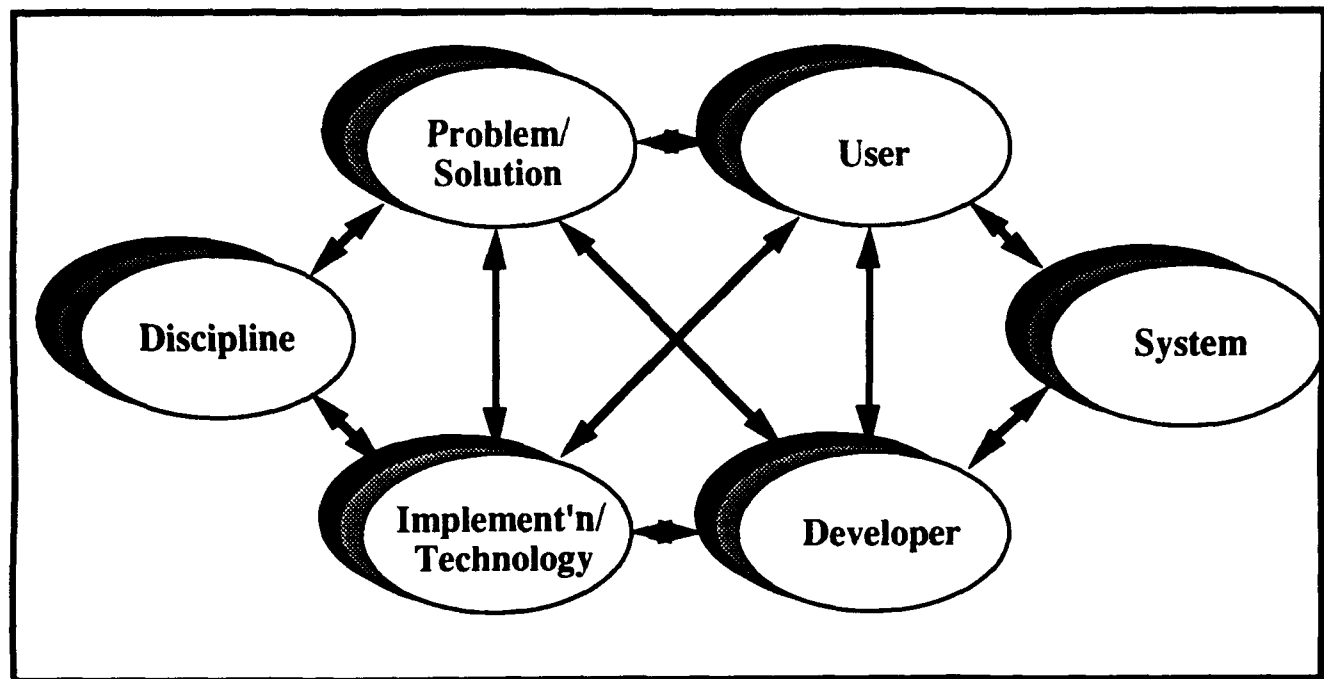 Problem/
Solution
User
Discipline
System
Implement'n/
Technology
Developer